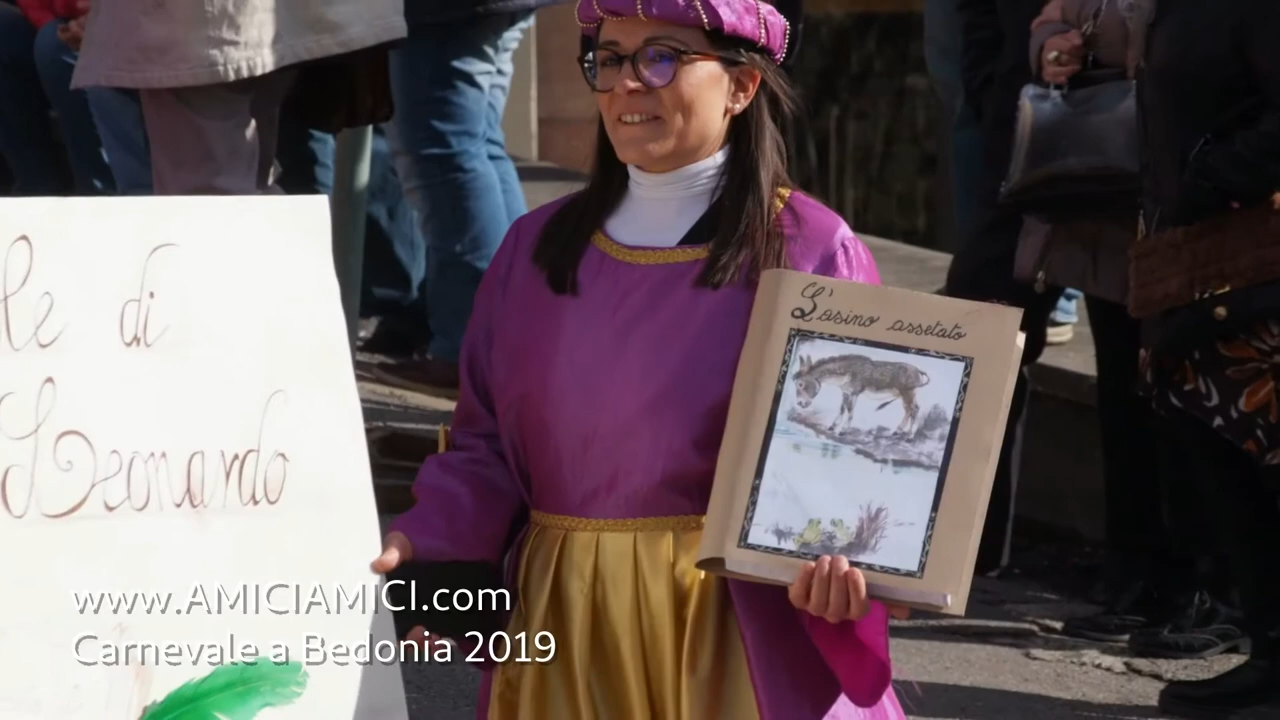 le di
Leonardo
L'asino assetato
www.AMICIAMICI.com
Carnevale a Bedonia 2019